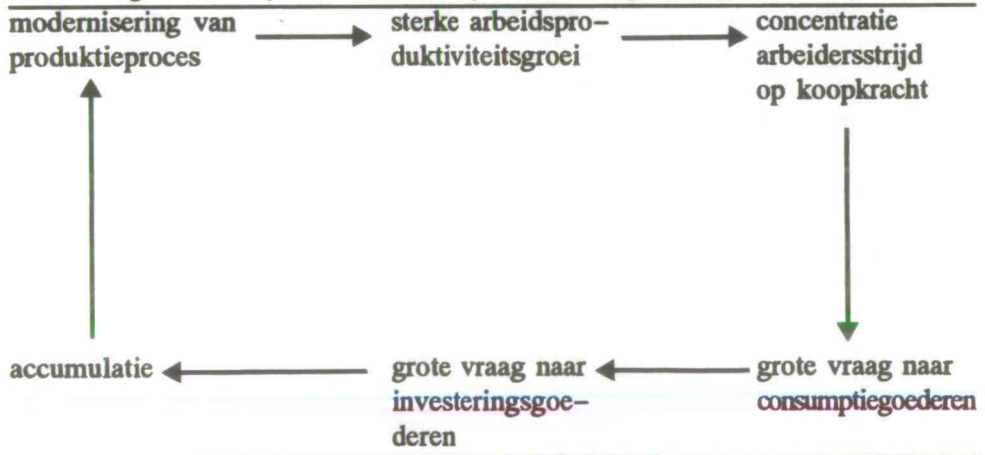 modernisering van
produktieproces
sterke arbeidspro–
duktiviteitsgroei
concentratie
arbeidersstrijd
op koopkracht
accumulatie
grote vraag naar
investeringsgoe–
deren
grote vraag naar
consumptiegoederen